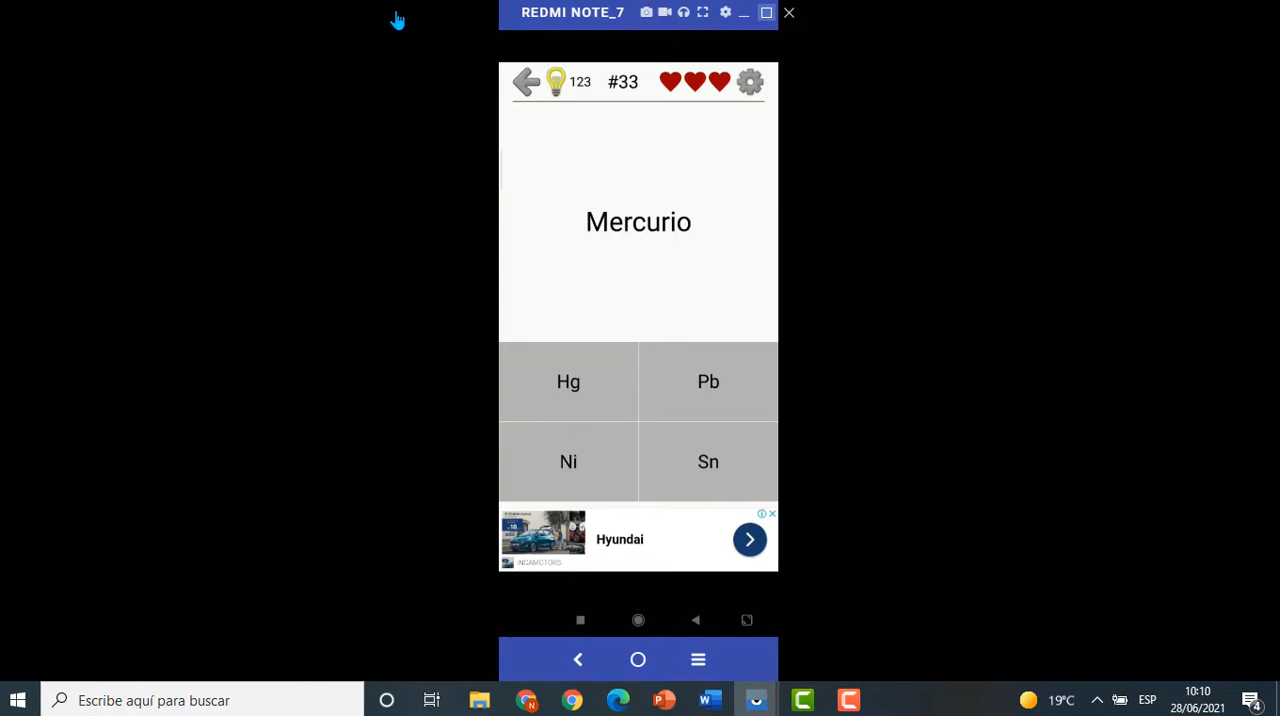 REDMI NOTE_7
123
#33
Mercurio
Hg
Pb
Ni
Sn
Hyundai
INCAMOTORS
Escribe aquí para buscar
19°C
ESP
10:10
28/06/2021
4